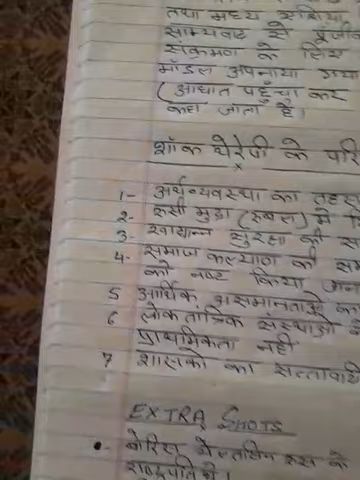 तथा मध्य एशिया
साम्यवाद से पूंजी
संक्रमण के लिए
मॉडल अपनाया गया
(आघात पहुँचा कर
कहा जाता है।
शॉक थेरेपी के परि
x
1- अर्थव्यवस्था का तहस
2- रूसी मुद्रा (रूबल) में
3- खाद्यान्न सुरक्षा की स
4- समाज कल्याण की सम
को नष्ट किया
5 आर्थिक असमानताओं का
6 लोकतांत्रिक संस्थाओ
प्राथमिकता नहीं
7 शासको का सत्तावादी
EXTRA SHOTS
• बोरिस येल्तसिन रूस के
राष्ट्रपति थे।